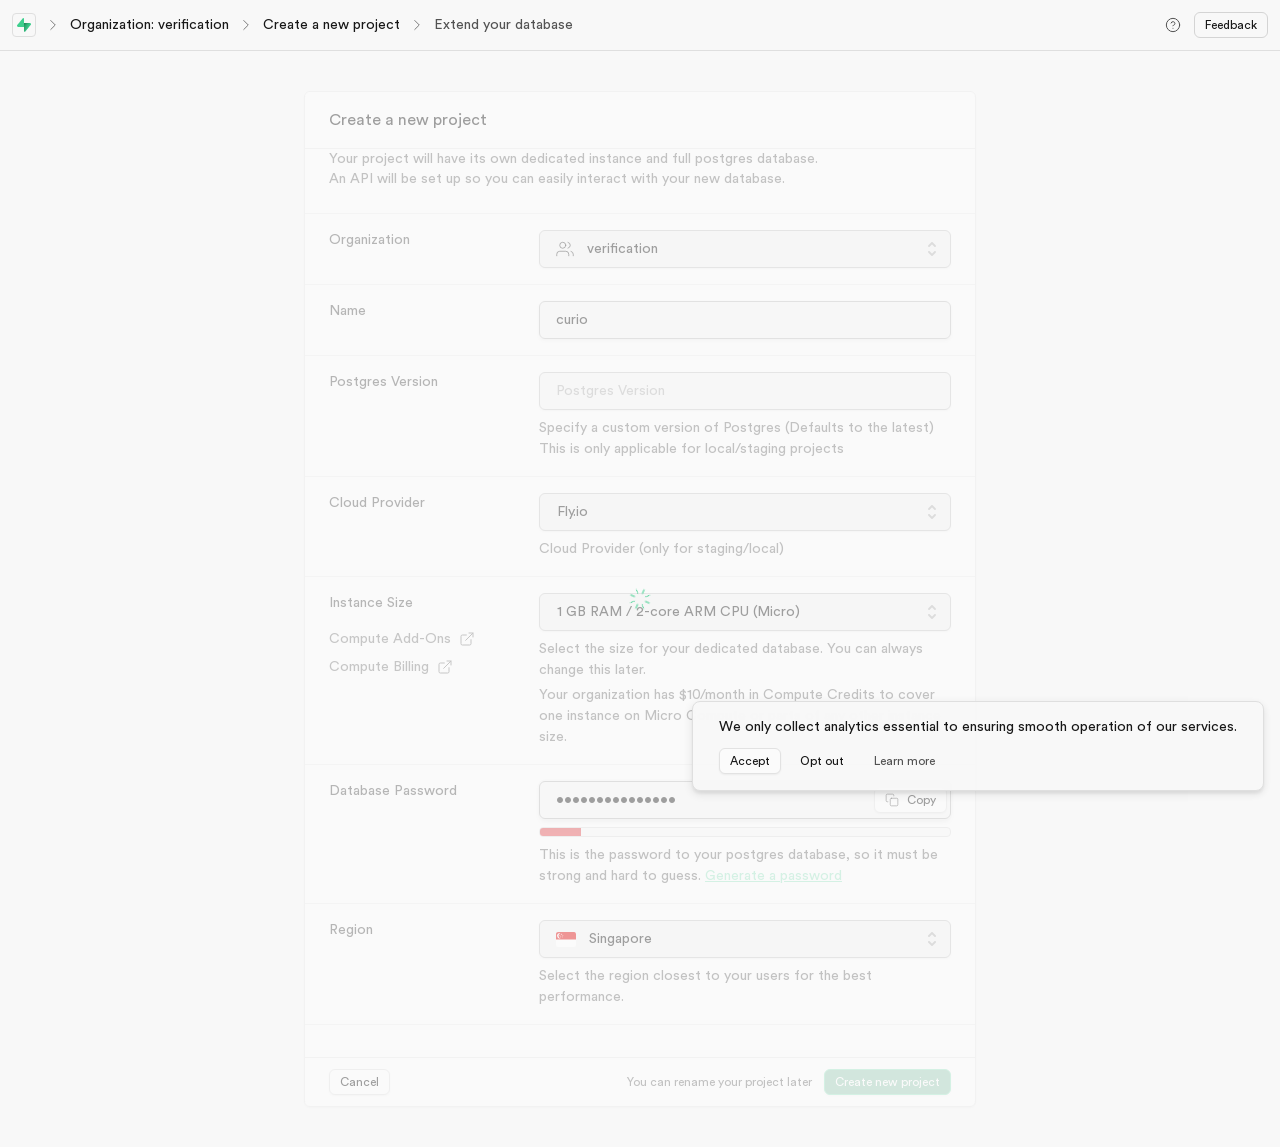 Organization: verification
Create a new project
Extend your database
Feedback
Create a new project
Your project will have its own dedicated instance and full postgres database.
An API will be set up so you can easily interact with your new database.
Organization
verification
Name
curio
Postgres Version
Postgres Version
Specify a custom version of Postgres (Defaults to the latest)
This is only applicable for local/staging projects
Cloud Provider
Fly.io
Cloud Provider (only for staging/local)
Instance Size
Compute Add-Ons
Compute Billing
1 GB RAM / 2-core ARM CPU (Micro)
Select the size for your dedicated database. You can always
change this later.
Your organization has $10/month in Compute Credits to cover
one instance on Micro
size.
We only collect analytics essential to ensuring smooth operation of our services.
Accept
Opt out
Learn more
Database Password
•••••••••••••••
Copy
This is the password to your postgres database, so it must be
strong and hard to guess. Generate a password
Region
Singapore
Select the region closest to your users for the best
performance.
Cancel
You can rename your project later
Create new project